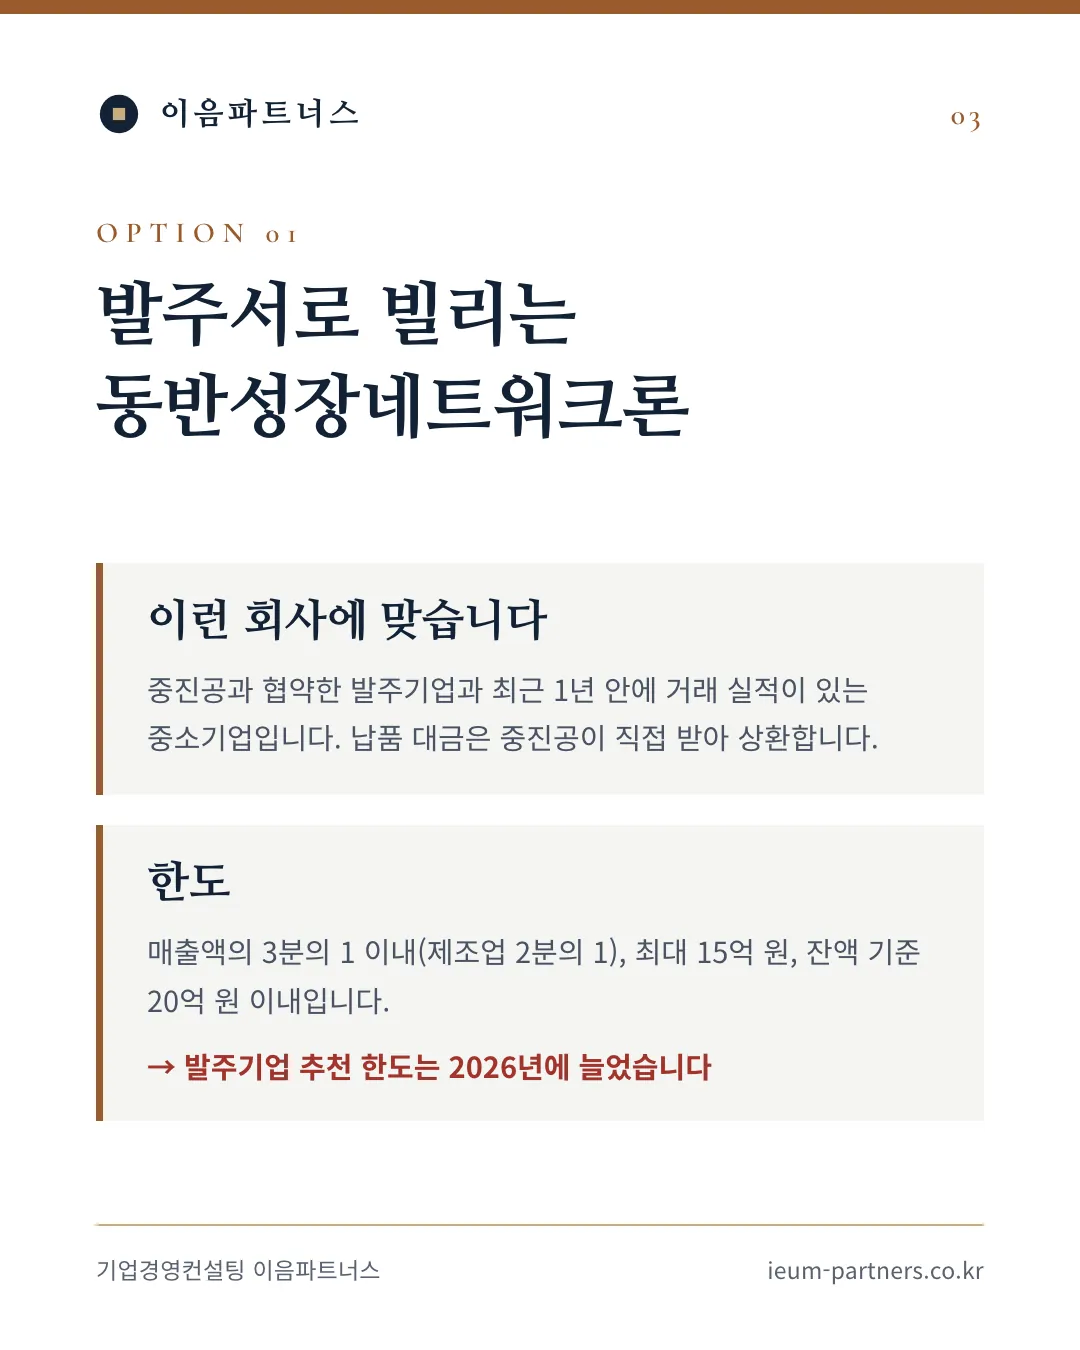 이음파트너스
03
OPTION 01
발주서로 빌리는
동반성장네트워크론
이런 회사에 맞습니다
중진공과 협약한 발주기업과 최근 1년 안에 거래 실적이 있는
중소기업입니다. 납품 대금은 중진공이 직접 받아 상환합니다.
한도
매출액의 3분의 1 이내(제조업 2분의 1), 최대 15억 원, 잔액 기준
20억 원 이내입니다.
→ 발주기업 추천 한도는 2026년에 늘었습니다
기업경영컨설팅 이음파트너스
ieum-partners.co.kr